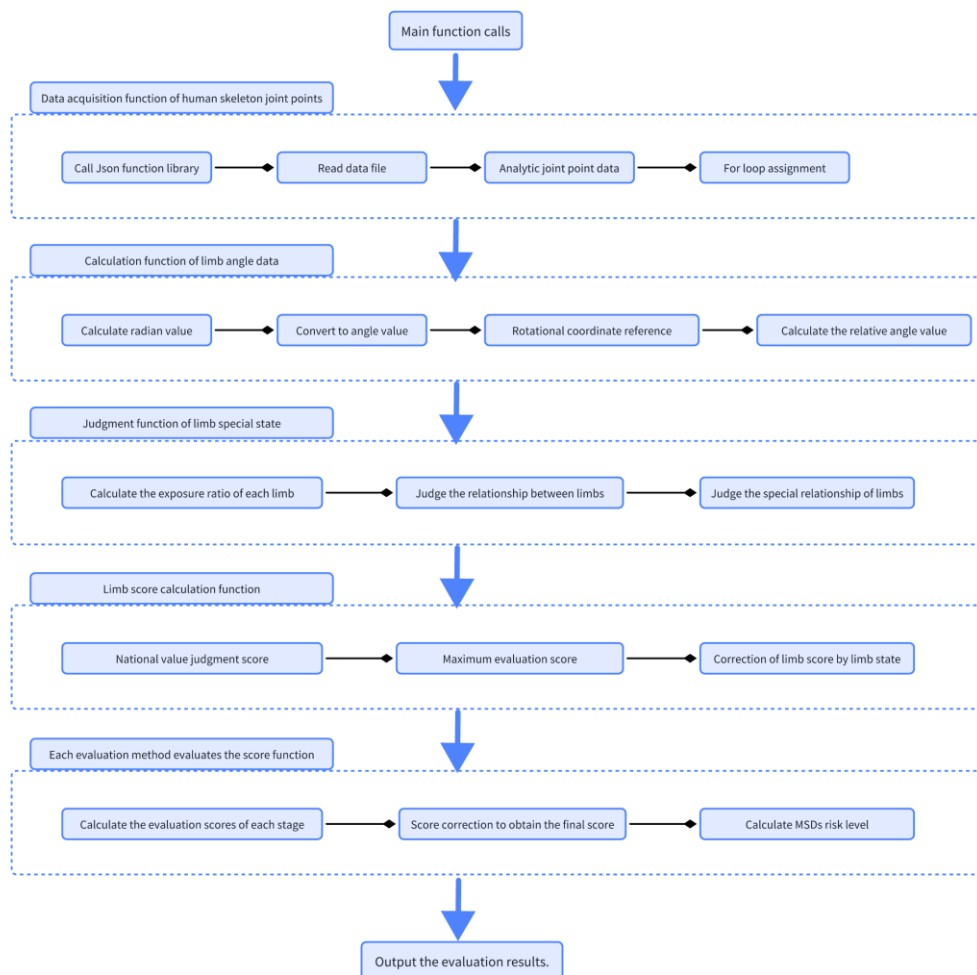 Main function calls
Data acquisition function of human skeleton joint points
Call Json function library
Read data file
Analytic joint point data
For loop assignment
Calculation function of limb angle data
Calculate radian value
Convert to angle value
Rotational coordinate reference
Calculate the relative angle value
Judgment function of limb special state
Calculate the exposure ratio of each limb
Judge the relationship between limbs
Judge the special relationship of limbs
Limb score calculation function
National value judgment score
Maximum evaluation score
Correction of limb score by limb state
Each evaluation method evaluates the score function
Calculate the evaluation scores of each stage
Score correction to obtain the final score
Calculate MSDs risk level
Output the evaluation results.